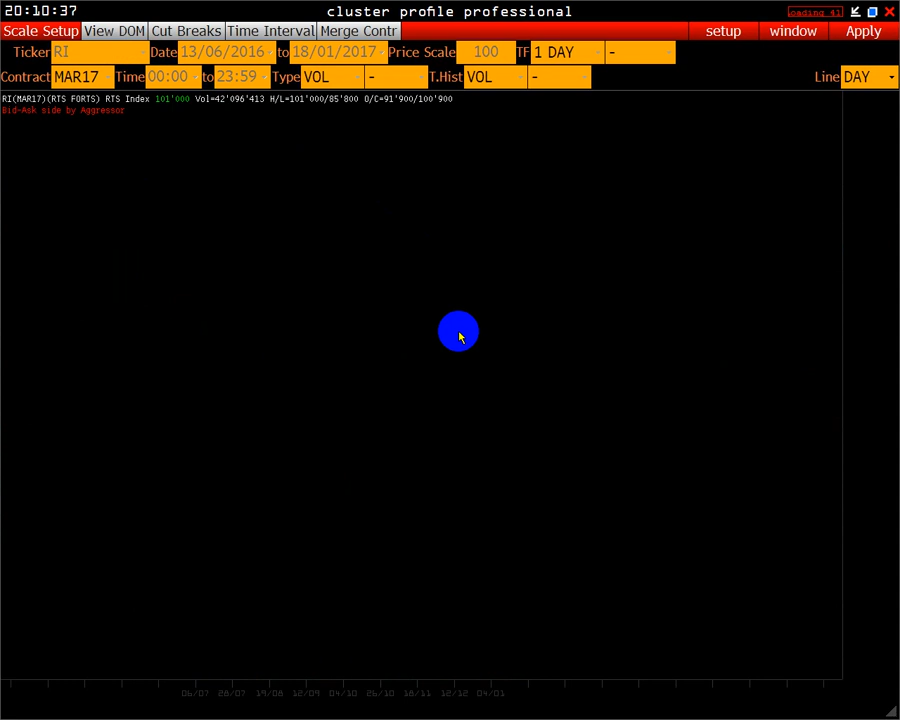 20:10:37 cluster profile professional loading 41
Scale Setup View DOM Cut Breaks Time Interval Merge Contr setup window Apply
Ticker RI Date 13/06/2016 to 18/01/2017 Price Scale 100 TF 1 DAY -
Contract MAR17 Time 00:00 to 23:59 Type VOL - T.Hist VOL - Line DAY
RI(MAR17)(RTS FORTS) RTS Index 101'000 Vol=42'096'413 H/L=101'000/85'800 O/C=91'900/100'900
Bid-Ask side by Aggressor
06/07 28/07 19/08 12/09 04/10 26/10 18/11 12/12 04/01